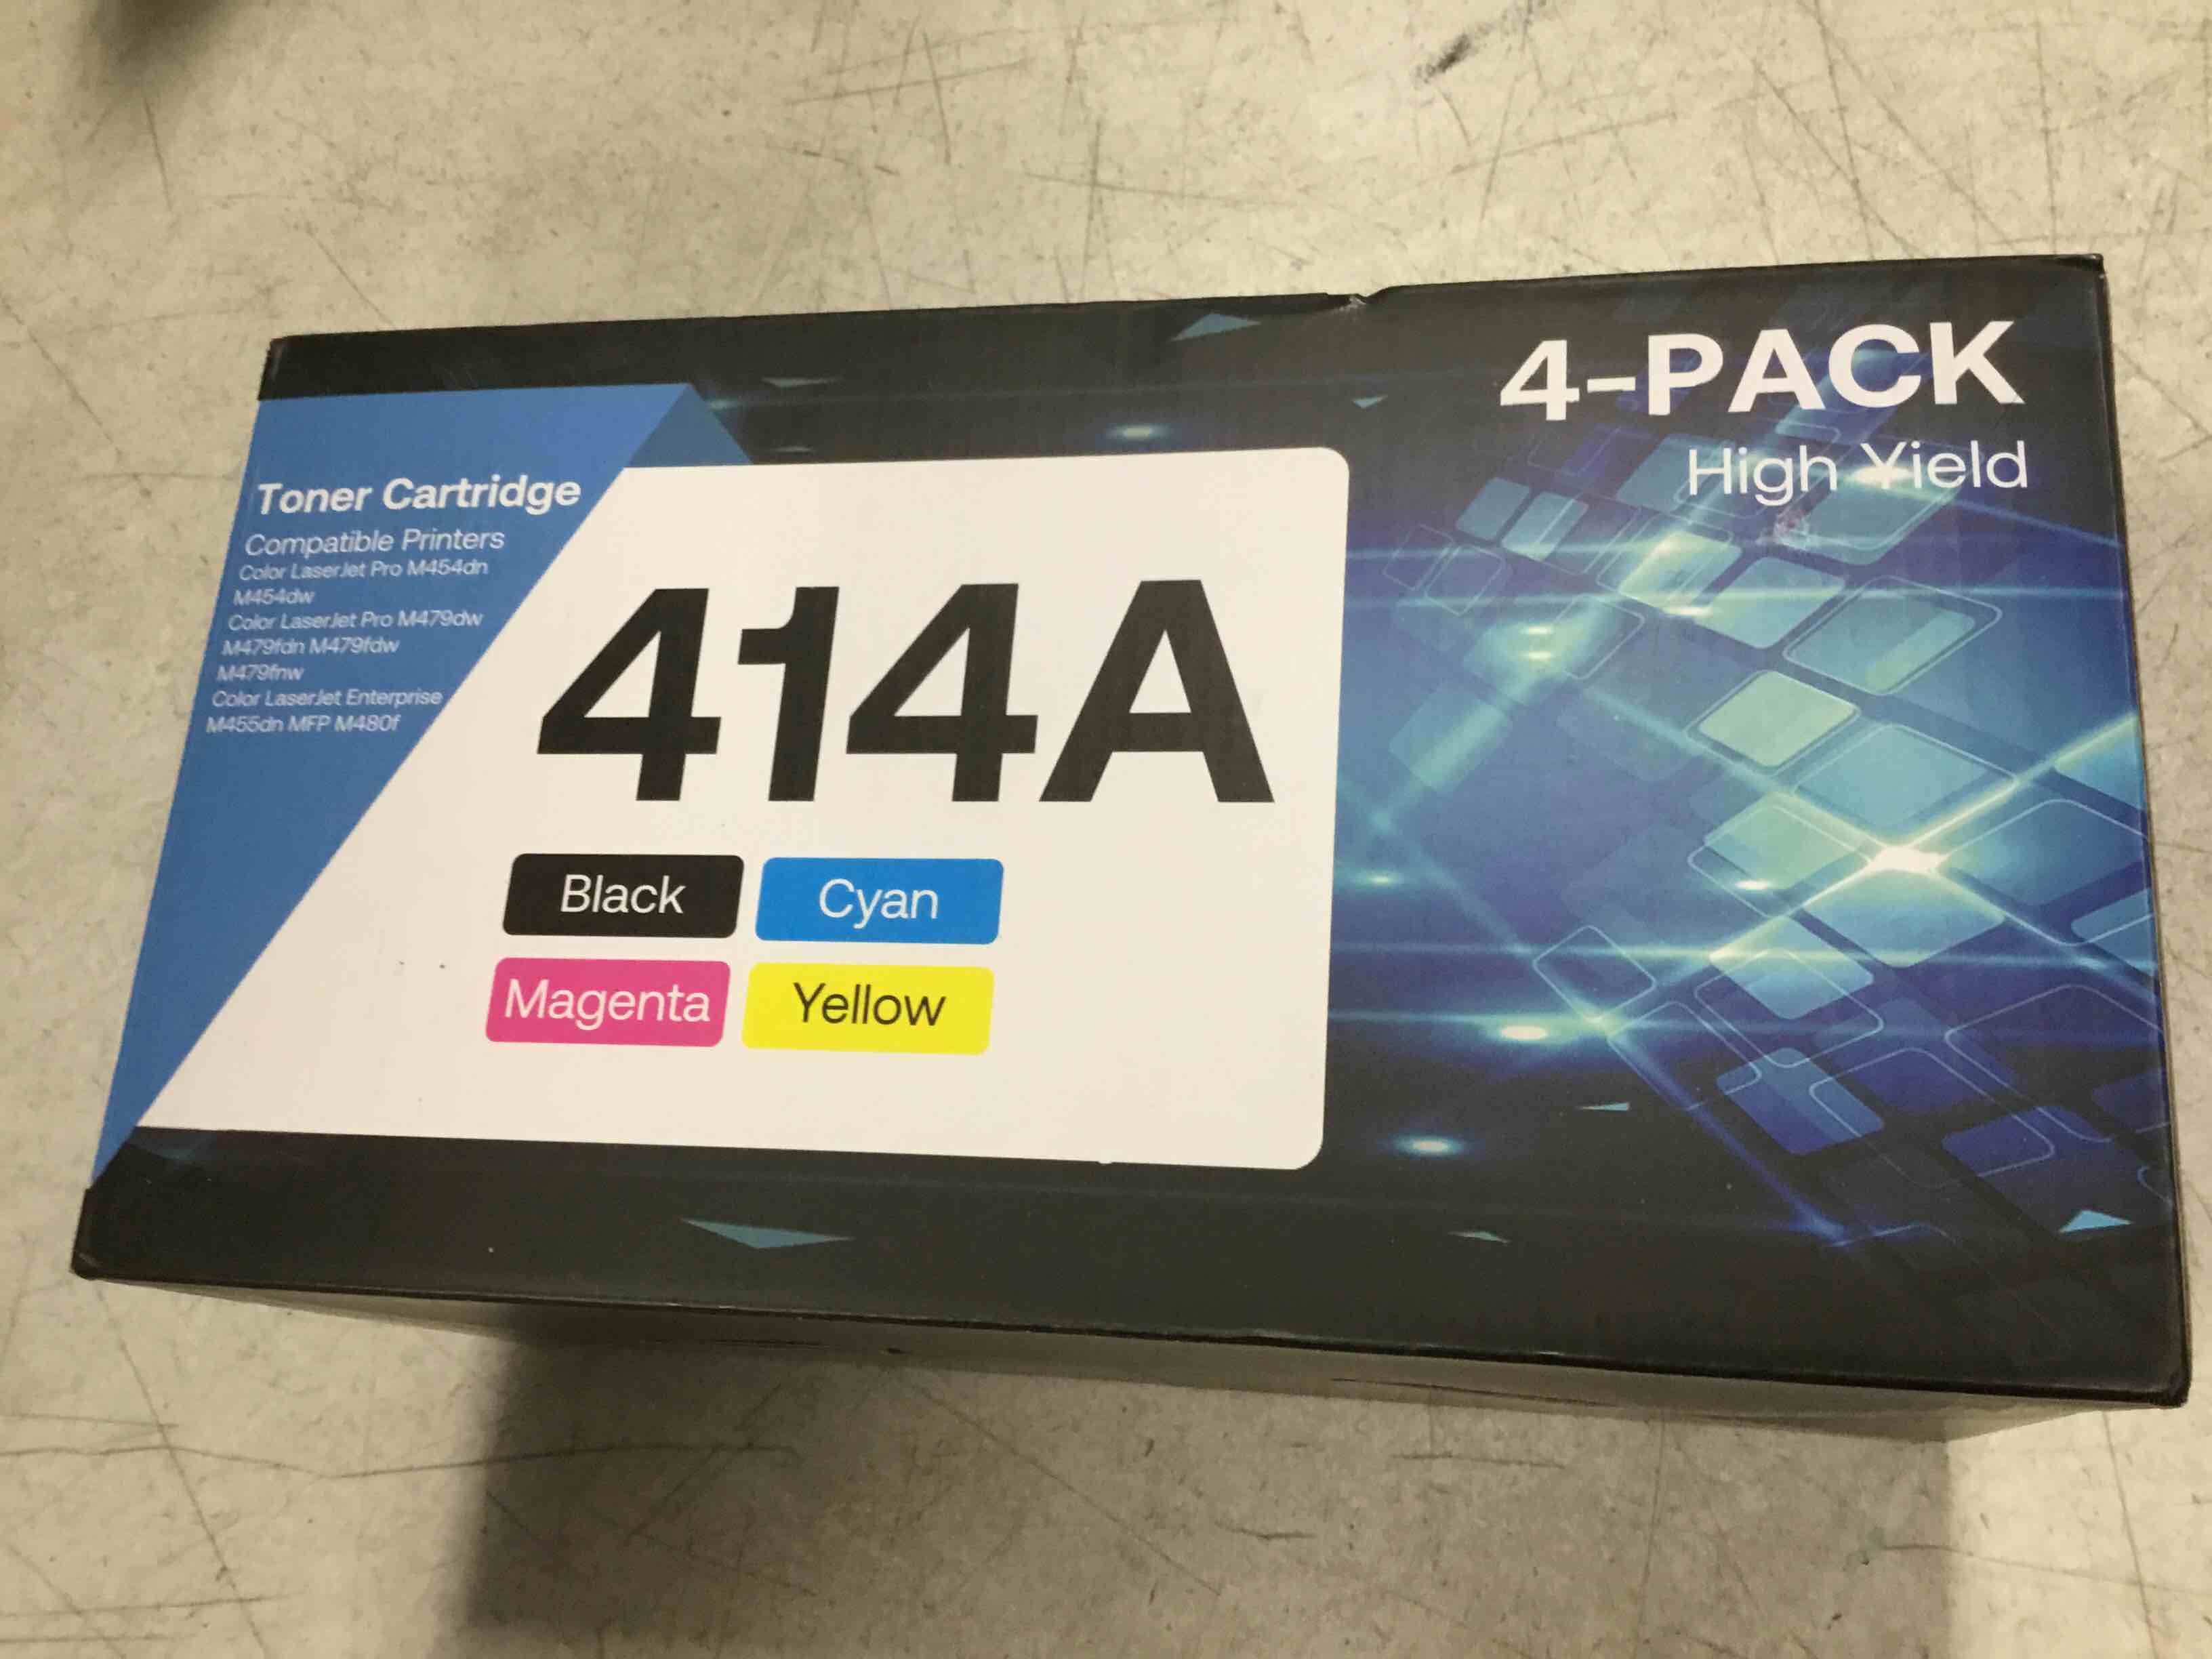 4-PACK
High Yield
Toner Cartridge
Compatible Printers
Color LaserJet Pro M454dn
M454dw
Color LaserJet Pro M479dw
M479fdn M479fdw
M479fnw
Color LaserJet Enterprise
M455dn MFP M480f
414A
Black
Cyan
Magenta
Yellow